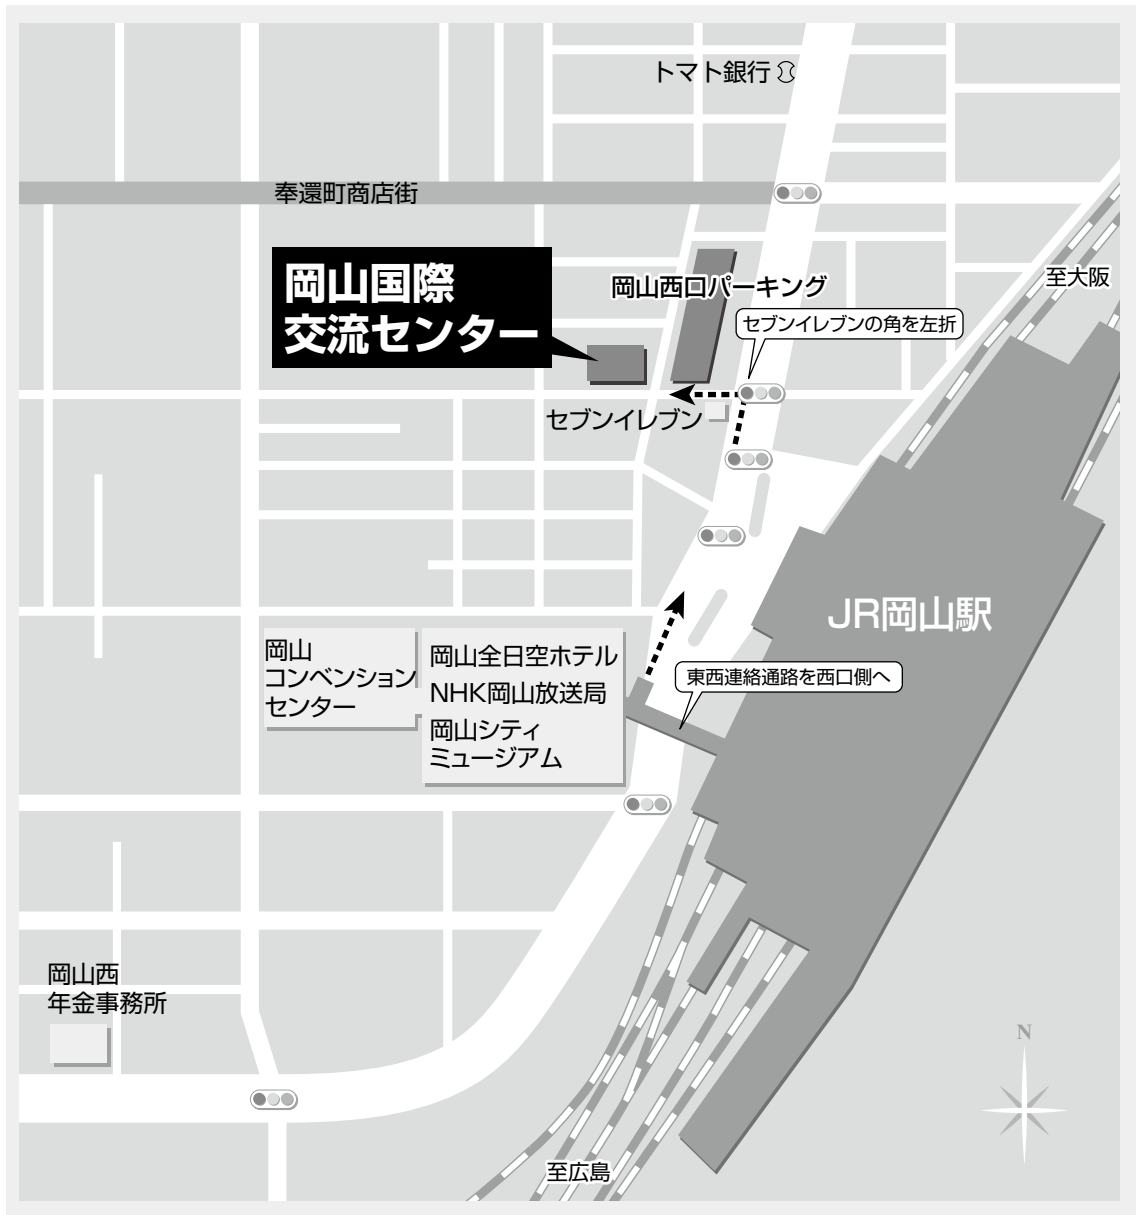 トマト銀行
奉還町商店街
岡山国際
交流センター
岡山西口パーキング
至大阪
セブンイレブンの角を左折
セブンイレブン
JR岡山駅
岡山
コンベンション
センター
岡山全日空ホテル
NHK岡山放送局
岡山シティ
ミュージアム
東西連絡通路を西口側へ
岡山西
年金事務所
N
至広島